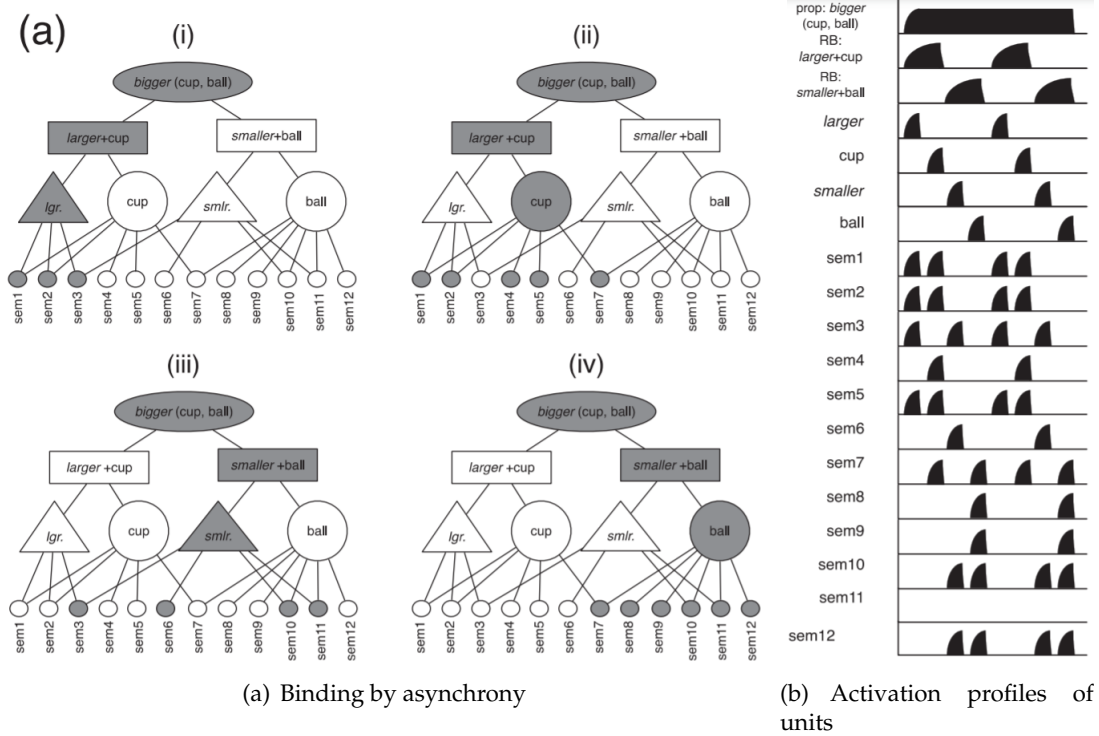 (a)
(i)
bigger (cup, ball)
larger+cup
smaller+ball
lgr.
cup
smlr.
ball
sem1
sem2
sem3
sem4
sem5
sem6
sem7
sem8
sem9
sem10
sem11
sem12
(ii)
bigger (cup, ball)
larger +cup
smaller +ball
lgr.
cup
smlr.
ball
sem1
sem2
sem3
sem4
sem5
sem6
sem7
sem8
sem9
sem10
sem11
sem12
(iii)
bigger (cup, ball)
larger +cup
smaller +ball
lgr.
cup
smlr.
ball
sem1
sem2
sem3
sem4
sem5
sem6
sem7
sem8
sem9
sem10
sem11
sem12
(iv)
bigger (cup, ball)
larger +cup
smaller +ball
lgr.
cup
smlr.
ball
sem1
sem2
sem3
sem4
sem5
sem6
sem7
sem8
sem9
sem10
sem11
sem12
(a) Binding by asynchrony
prop: bigger
(cup, ball)
RB:
larger+cup
RB:
smaller+ball
larger
cup
smaller
ball
sem1
sem2
sem3
sem4
sem5
sem6
sem7
sem8
sem9
sem10
sem11
sem12
(b) Activation profiles of
units